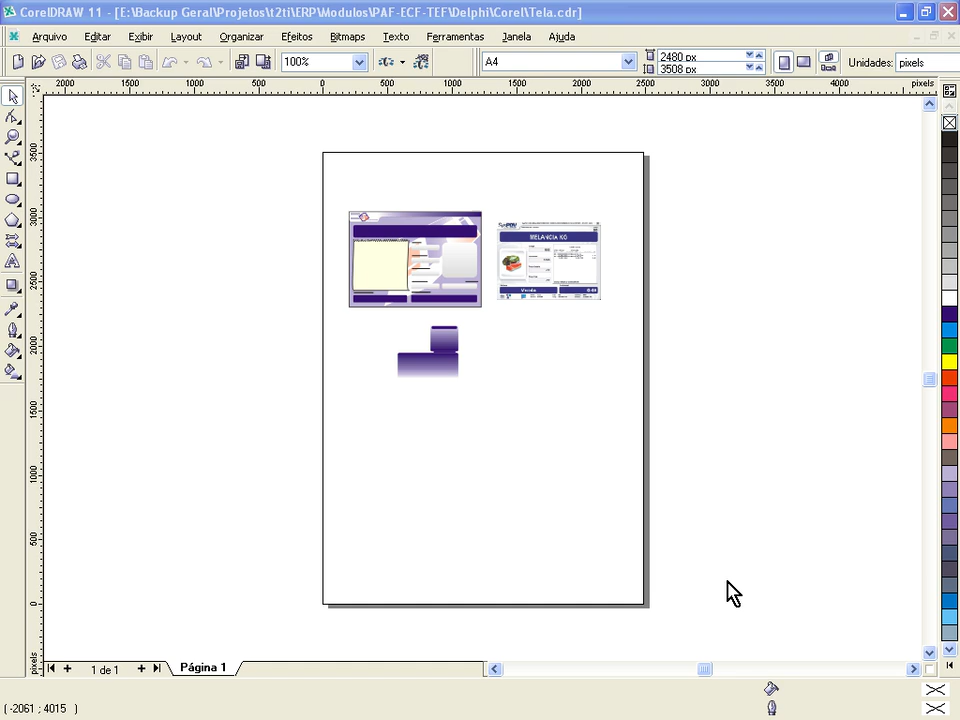 CorelDRAW 11 - [E:\Backup Geral\Projetos\t2ti\ERP\Modulos\PAF-ECF-TEF\Delphi\Corel\Tela.cdr]
Arquivo Editar Exibir Layout Organizar Efeitos Bitmaps Texto Ferramentas Janela Ajuda
100% A4 2480 px 3508 px Unidades: pixels
2000 1500 1000 500 0 500 1000 1500 2000 2500 3000 3500 4000 pixels
3500
3000
2500
2000
1500
1000
500
0
pixels
MELANCIA KG
1 de 1 Página 1
( -2061 ; 4015 )